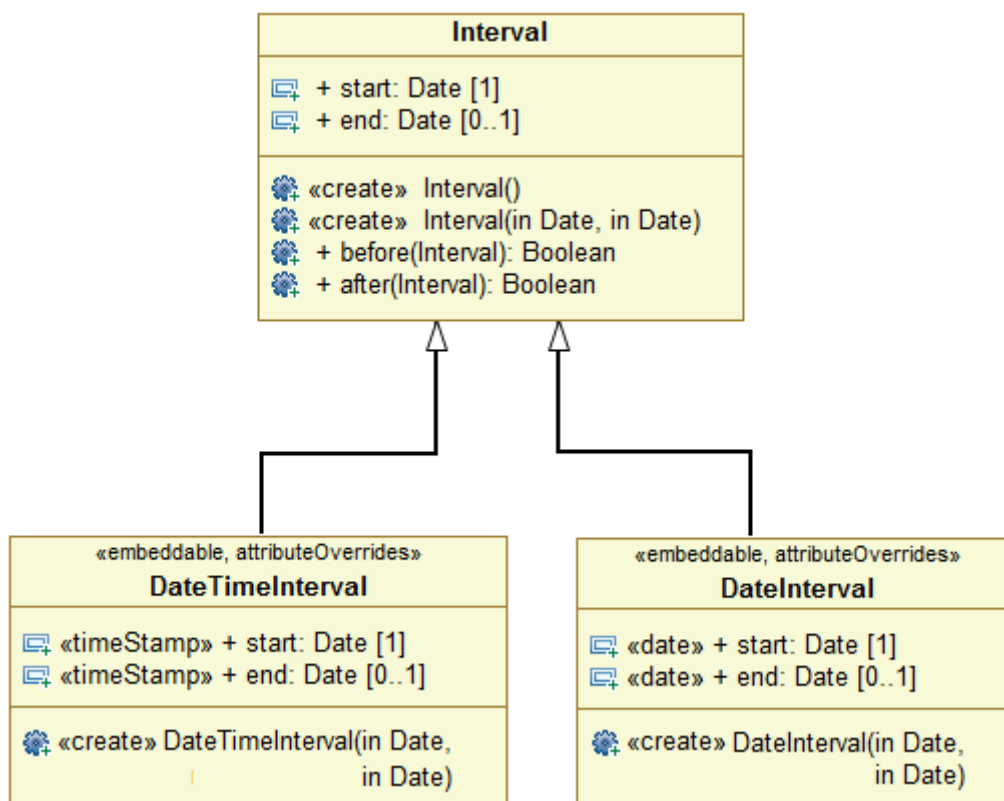 Interval
+ start: Date [1]
+ end: Date [0..1]
«create» Interval()
«create» Interval(in Date, in Date)
+ before(Interval): Boolean
+ after(Interval): Boolean
«embeddable, attributeOverrides»
DateTimeInterval
«timeStamp» + start: Date [1]
«timeStamp» + end: Date [0..1]
«create» DateTimeInterval(in Date,
in Date)
«embeddable, attributeOverrides»
DateInterval
«date» + start: Date [1]
«date» + end: Date [0..1]
«create» DateInterval(in Date,
in Date)